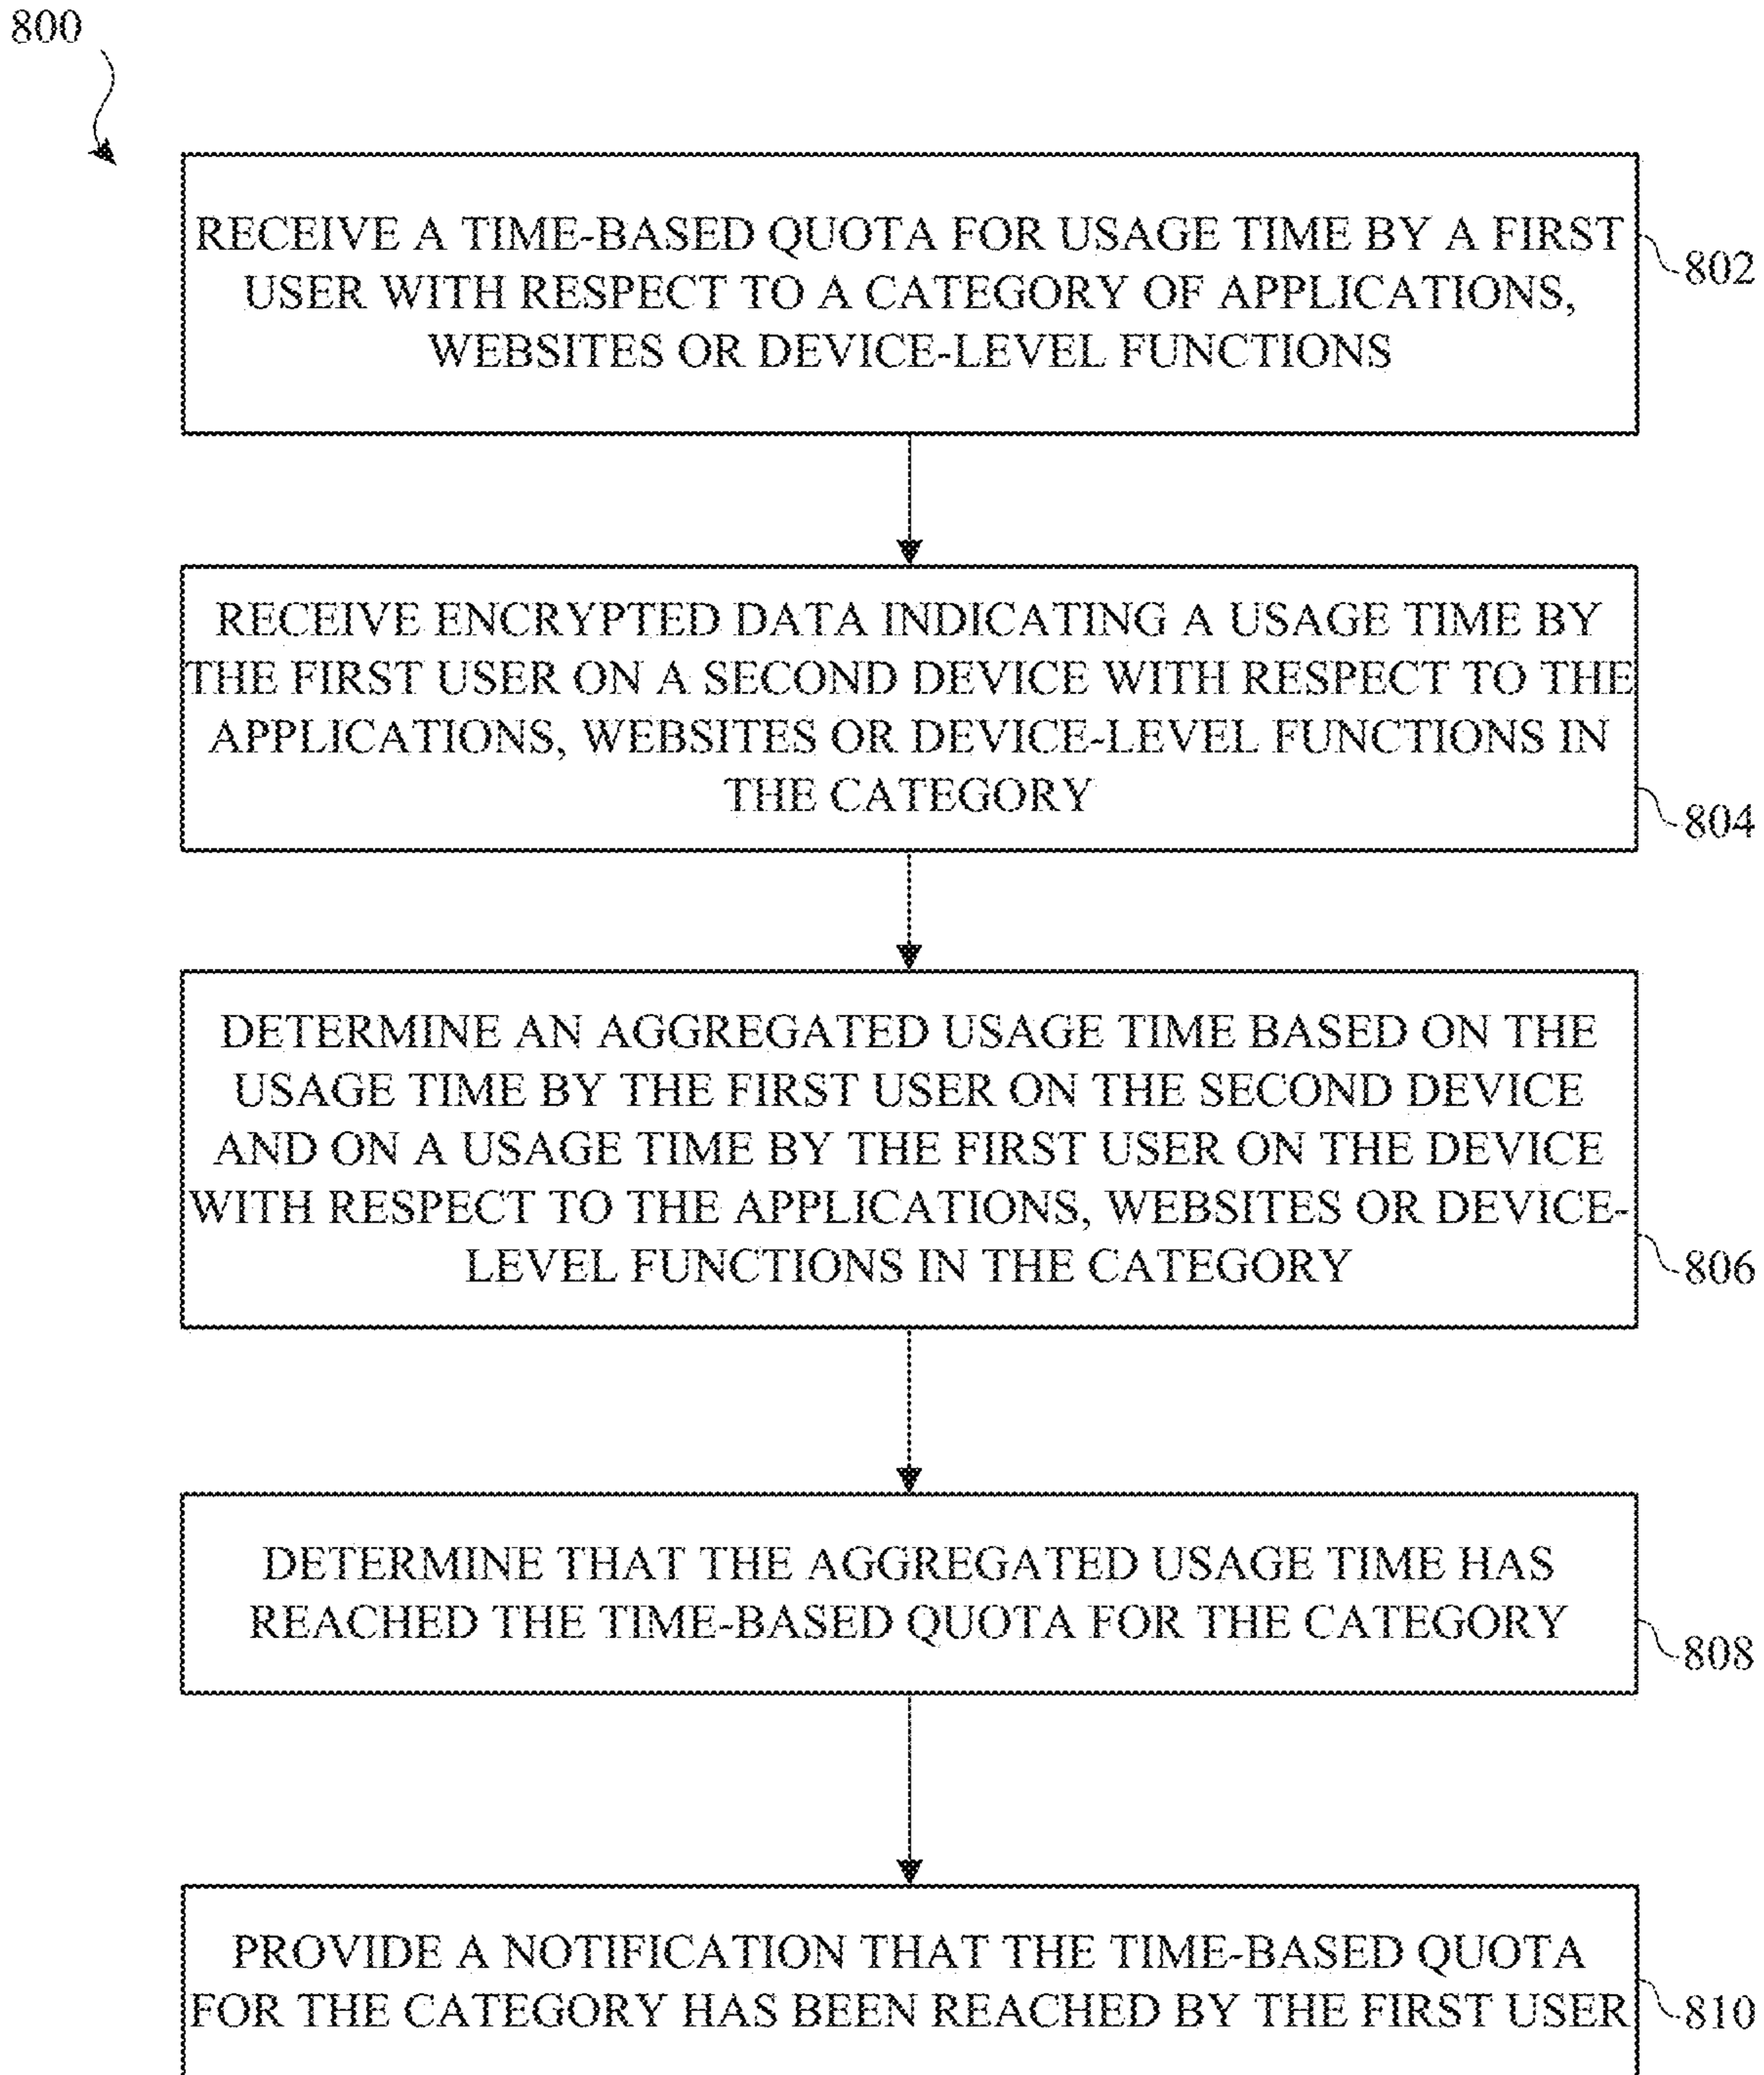 800
RECEIVE A TIME-BASED QUOTA FOR USAGE TIME BY A FIRST
USER WITH RESPECT TO A CATEGORY OF APPLICATIONS,
WEBSITES OR DEVICE-LEVEL FUNCTIONS
802
RECEIVE ENCRYPTED DATA INDICATING A USAGE TIME BY
THE FIRST USER ON A SECOND DEVICE WITH RESPECT TO THE
APPLICATIONS, WEBSITES OR DEVICE-LEVEL FUNCTIONS IN
THE CATEGORY
804
DETERMINE AN AGGREGATED USAGE TIME BASED ON THE
USAGE TIME BY THE FIRST USER ON THE SECOND DEVICE
AND ON A USAGE TIME BY THE FIRST USER ON THE DEVICE
WITH RESPECT TO THE APPLICATIONS, WEBSITES OR DEVICE-
LEVEL FUNCTIONS IN THE CATEGORY
806
DETERMINE THAT THE AGGREGATED USAGE TIME HAS
REACHED THE TIME-BASED QUOTA FOR THE CATEGORY
808
PROVIDE A NOTIFICATION THAT THE TIME-BASED QUOTA
FOR THE CATEGORY HAS BEEN REACHED BY THE FIRST USER
810